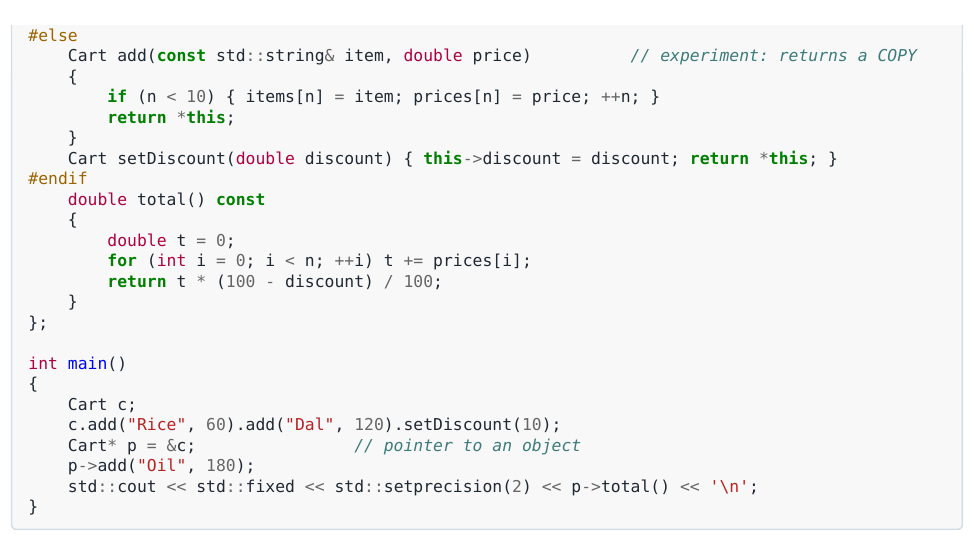 #else
    Cart add(const std::string& item, double price)          // experiment: returns a COPY
    {
        if (n < 10) { items[n] = item; prices[n] = price; ++n; }
        return *this;
    }
    Cart setDiscount(double discount) { this->discount = discount; return *this; }
#endif
    double total() const
    {
        double t = 0;
        for (int i = 0; i < n; ++i) t += prices[i];
        return t * (100 - discount) / 100;
    }
};

int main()
{
    Cart c;
    c.add("Rice", 60).add("Dal", 120).setDiscount(10);
    Cart* p = &c;                // pointer to an object
    p->add("Oil", 180);
    std::cout << std::fixed << std::setprecision(2) << p->total() << '\n';
}